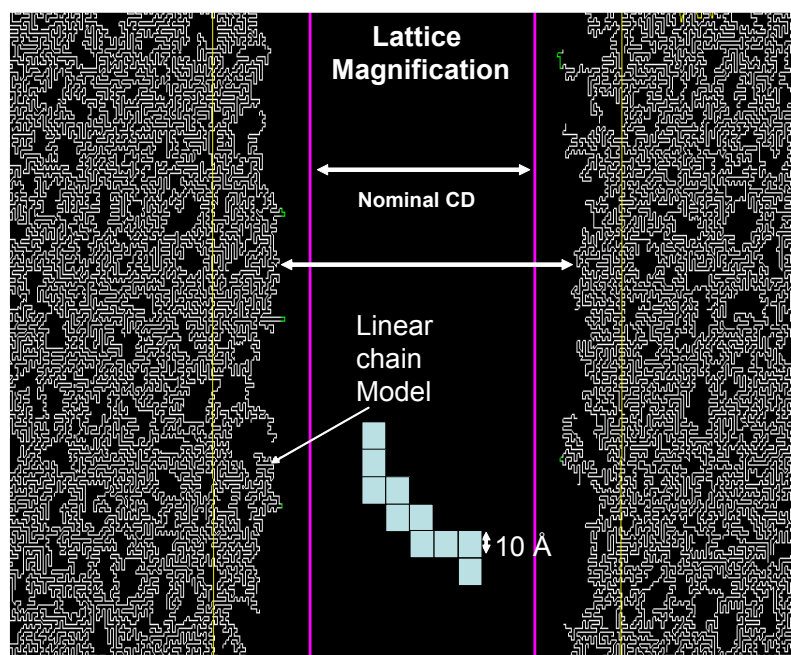 Lattice
Magnification
Nominal CD
Linear
chain
Model
10 Å